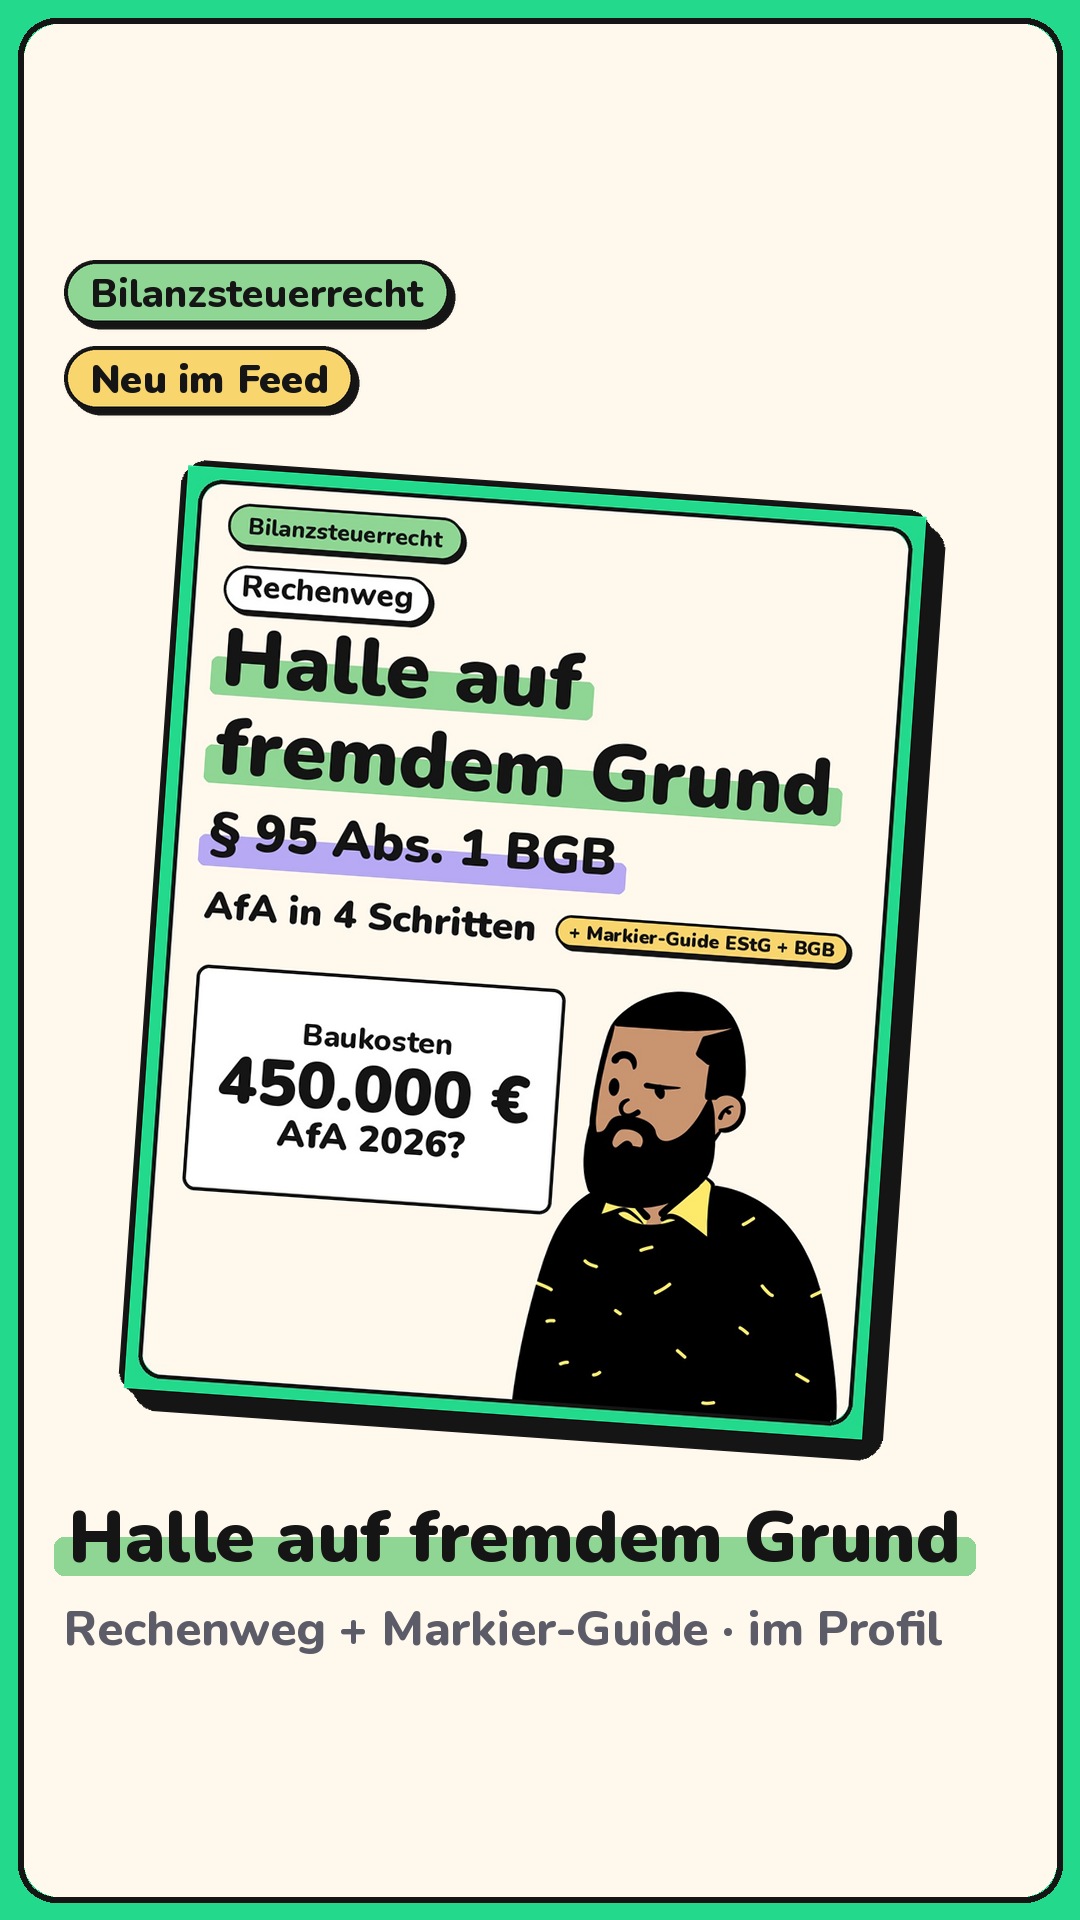 Bilanzsteuerrecht
Neu im Feed
Bilanzsteuerrecht
Rechenweg
Halle auf
fremdem Grund
§ 95 Abs. 1 BGB
AfA in 4 Schritten
+ Markier-Guide EStG + BGB
Baukosten
450.000 €
AfA 2026?
Halle auf fremdem Grund
Rechenweg + Markier-Guide · im Profil